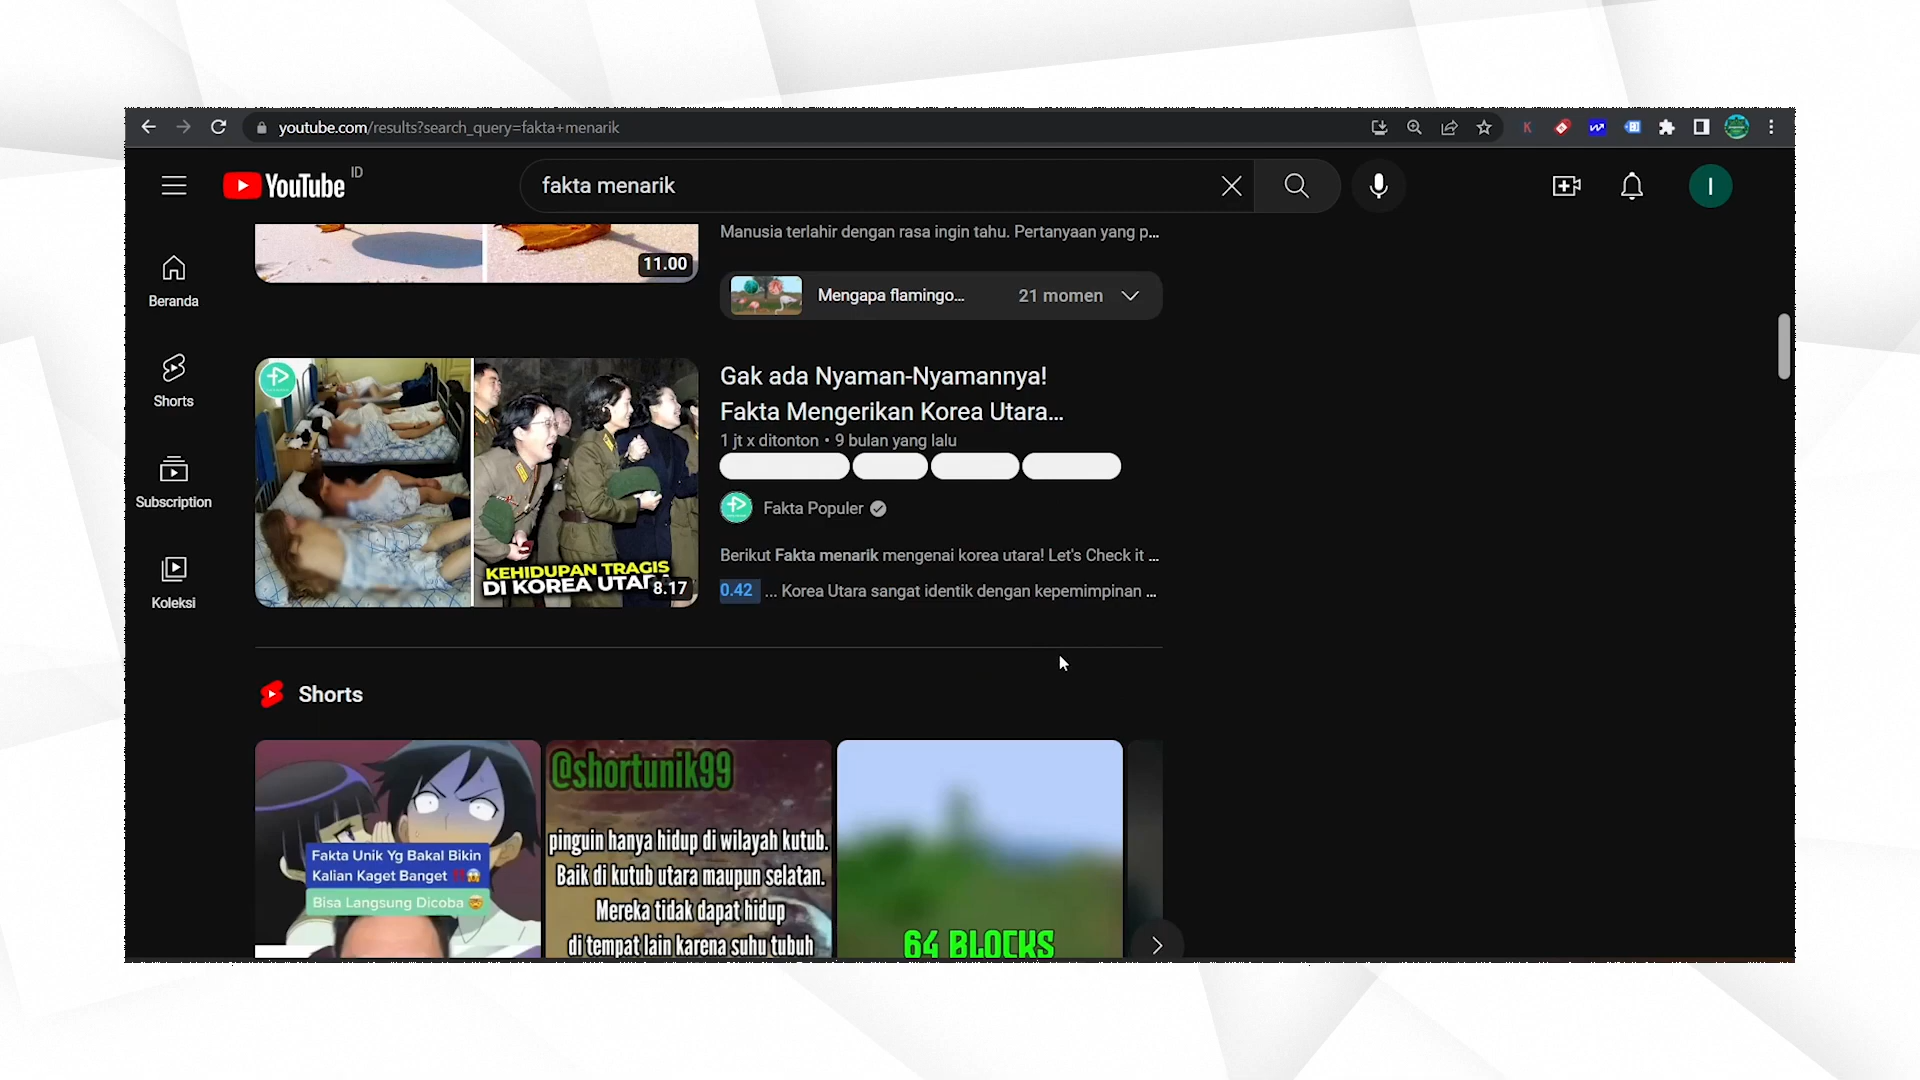 youtube.com/results?search_query=fakta+menarik
YouTube ID
fakta menarik
I
Beranda
Shorts
Subscription
Koleksi
11.00
Manusia terlahir dengan rasa ingin tahu. Pertanyaan yang p...
Mengapa flamingo... 21 momen
KEHIDUPAN TRAGIS
DI KOREA UTAR
8.17
Gak ada Nyaman-Nyamannya!
Fakta Mengerikan Korea Utara...
1 jt x ditonton • 9 bulan yang lalu
Fakta Populer
Berikut Fakta menarik mengenai korea utara! Let's Check it ...
0.42 ... Korea Utara sangat identik dengan kepemimpinan ...
Shorts
Fakta Unik Yg Bakal Bikin
Kalian Kaget Banget ‼️😱
Bisa Langsung Dicoba 🤯
@shortunik99
pinguin hanya hidup di wilayah kutub.
Baik di kutub utara maupun selatan.
Mereka tidak dapat hidup
di tempat lain karena suhu tubuh
64 BLOCKS